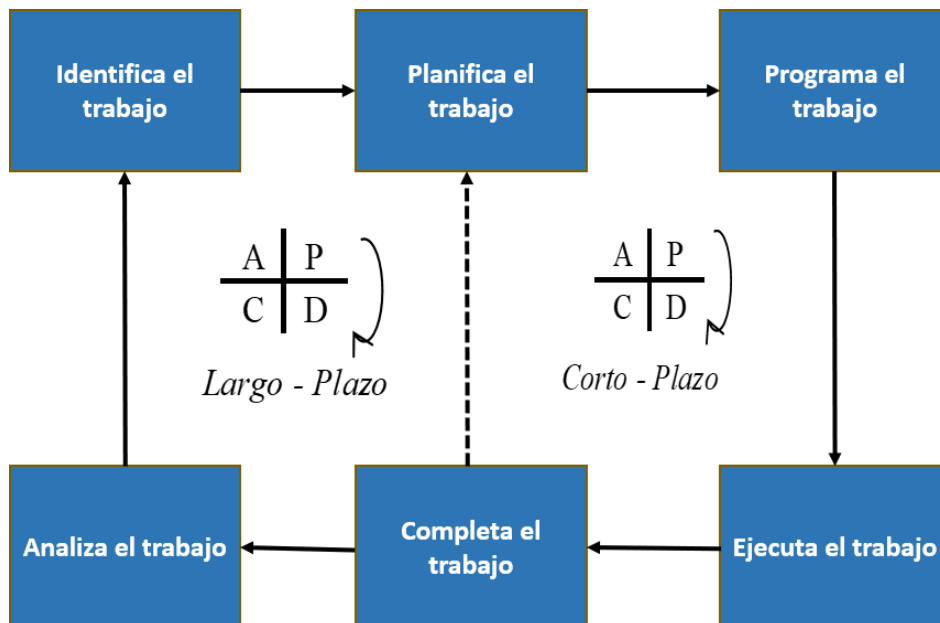 Identifica el
trabajo
Planifica el
trabajo
Programa el
trabajo
A P
C D
Largo - Plazo
A P
C D
Corto - Plazo
Analiza el trabajo
Completa el
trabajo
Ejecuta el trabajo